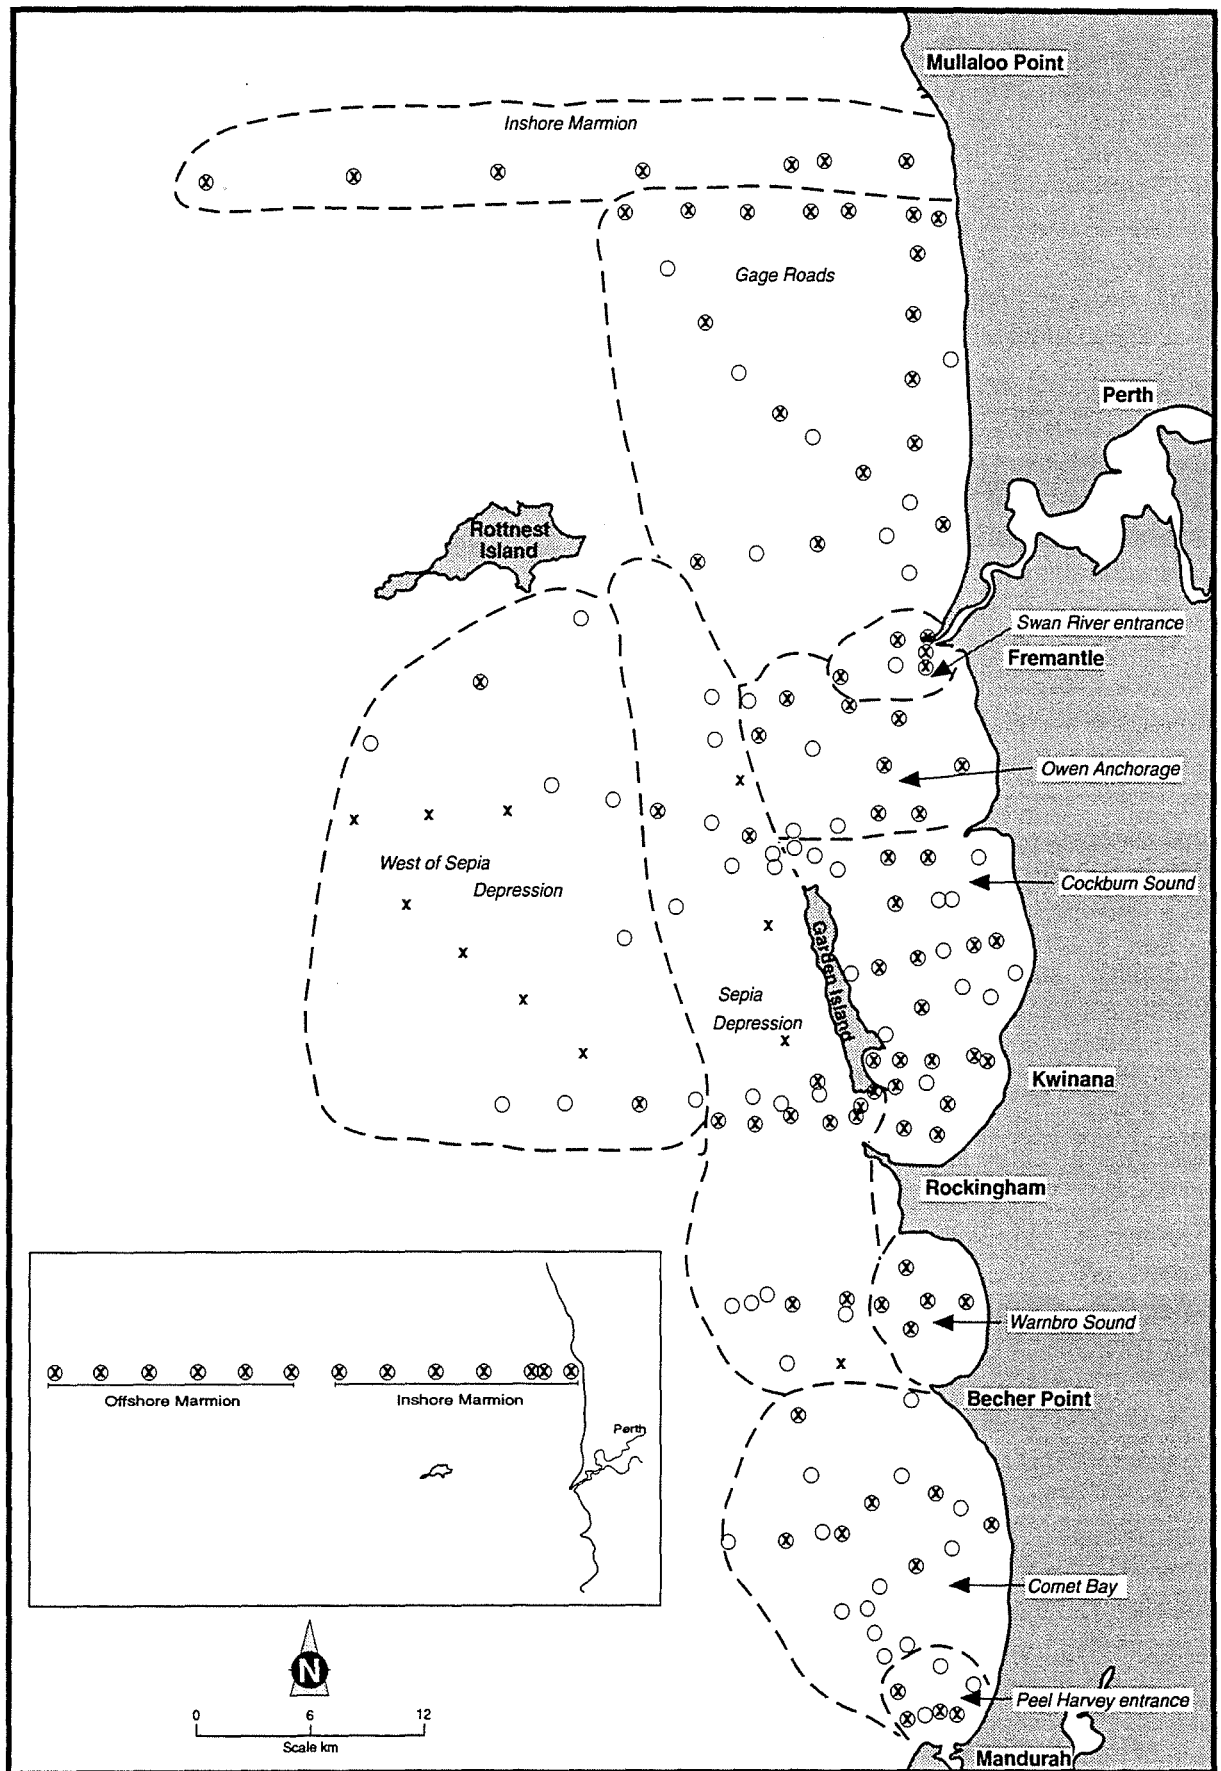 Mullaloo Point
Inshore Marmion
Gage Roads
Perth
Rottnest
Island
Swan River entrance
Fremantle
Owen Anchorage
West of Sepia
Depression
Cockburn Sound
Garden Island
Sepia
Depression
Kwinana
Rockingham
Warnbro Sound
Offshore Marmion
Inshore Marmion
Perth
Becher Point
Comet Bay
N
Peel Harvey entrance
0 6 12
Scale km
Mandurah